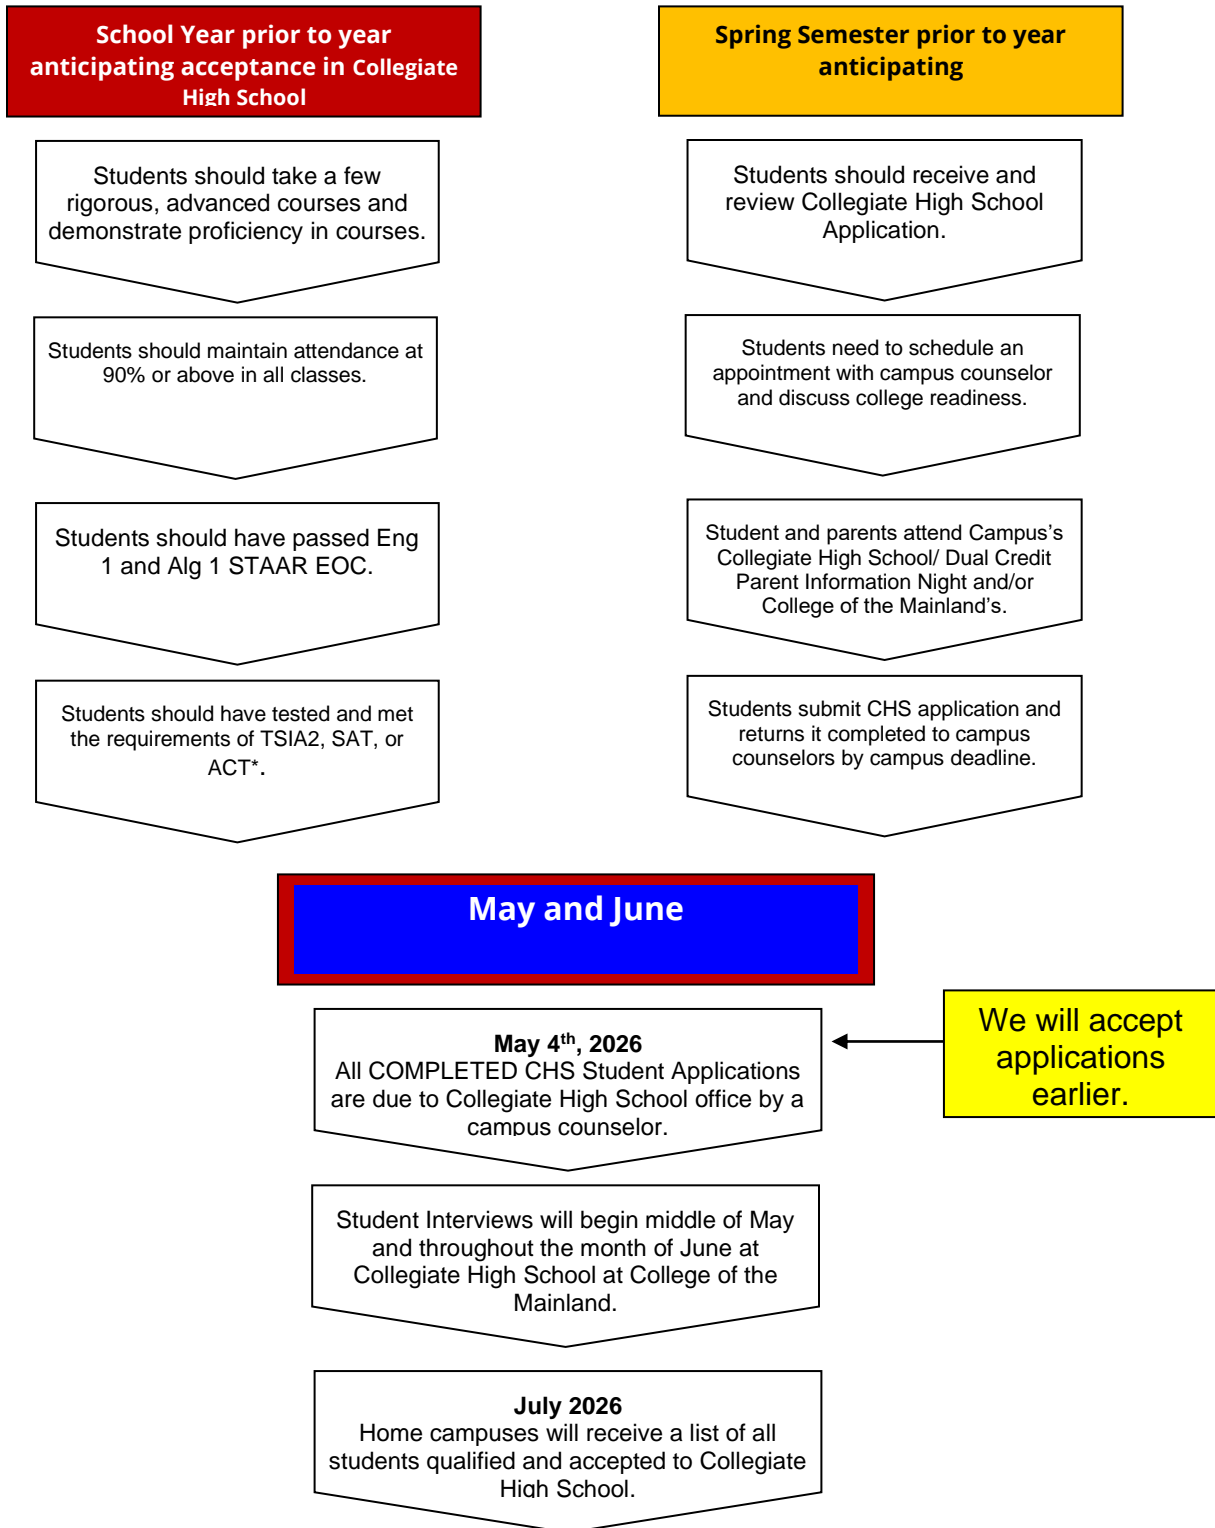 School Year prior to year
anticipating acceptance in Collegiate
High School
Students should take a few
rigorous, advanced courses and
demonstrate proficiency in courses.
Students should maintain attendance at
90% or above in all classes.
Students should have passed Eng
1 and Alg 1 STAAR EOC.
Students should have tested and met
the requirements of TSIA2, SAT, or
ACT*.
Spring Semester prior to year
anticipating
Students should receive and
review Collegiate High School
Application.
Students need to schedule an
appointment with campus counselor
and discuss college readiness.
Student and parents attend Campus’s
Collegiate High School/ Dual Credit
Parent Information Night and/or
College of the Mainland’s.
Students submit CHS application and
returns it completed to campus
counselors by campus deadline.
May and June
May 4th, 2026
All COMPLETED CHS Student Applications
are due to Collegiate High School office by a
campus counselor.
We will accept
applications
earlier.
Student Interviews will begin middle of May
and throughout the month of June at
Collegiate High School at College of the
Mainland.
July 2026
Home campuses will receive a list of all
students qualified and accepted to Collegiate
High School.